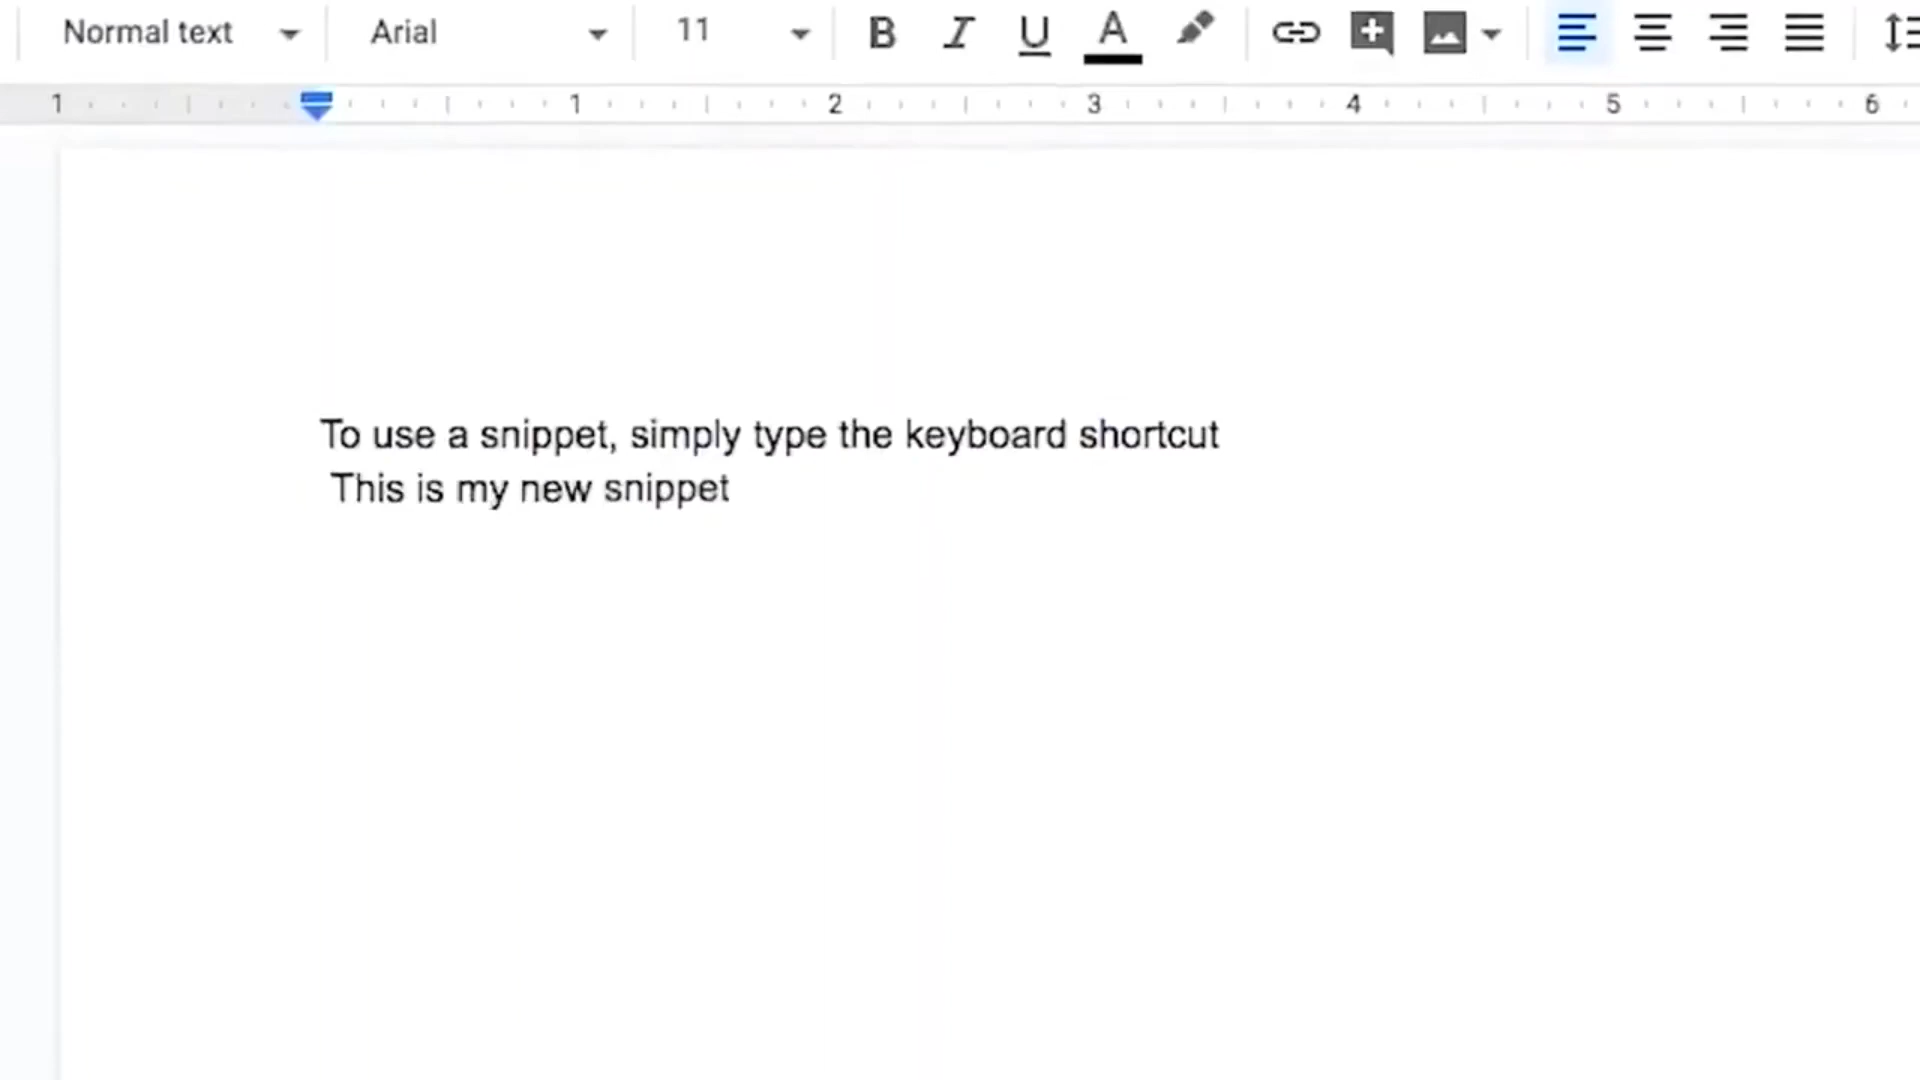 Normal text Arial 11 B I U A
1 1 2 3 4 5 6
To use a snippet, simply type the keyboard shortcut
This is my new snippet